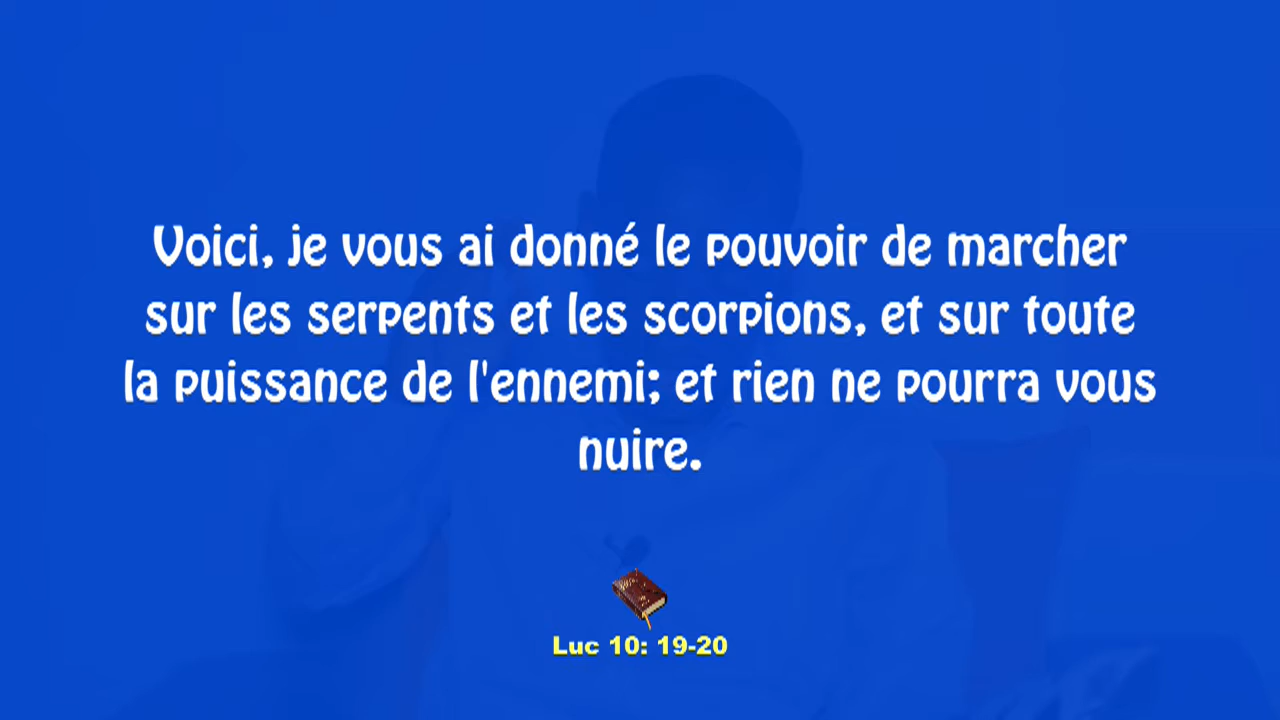 Voici, je vous ai donné le pouvoir de marcher
sur les serpents et les scorpions, et sur toute
la puissance de l'ennemi; et rien ne pourra vous
nuire.
Luc 10: 19-20